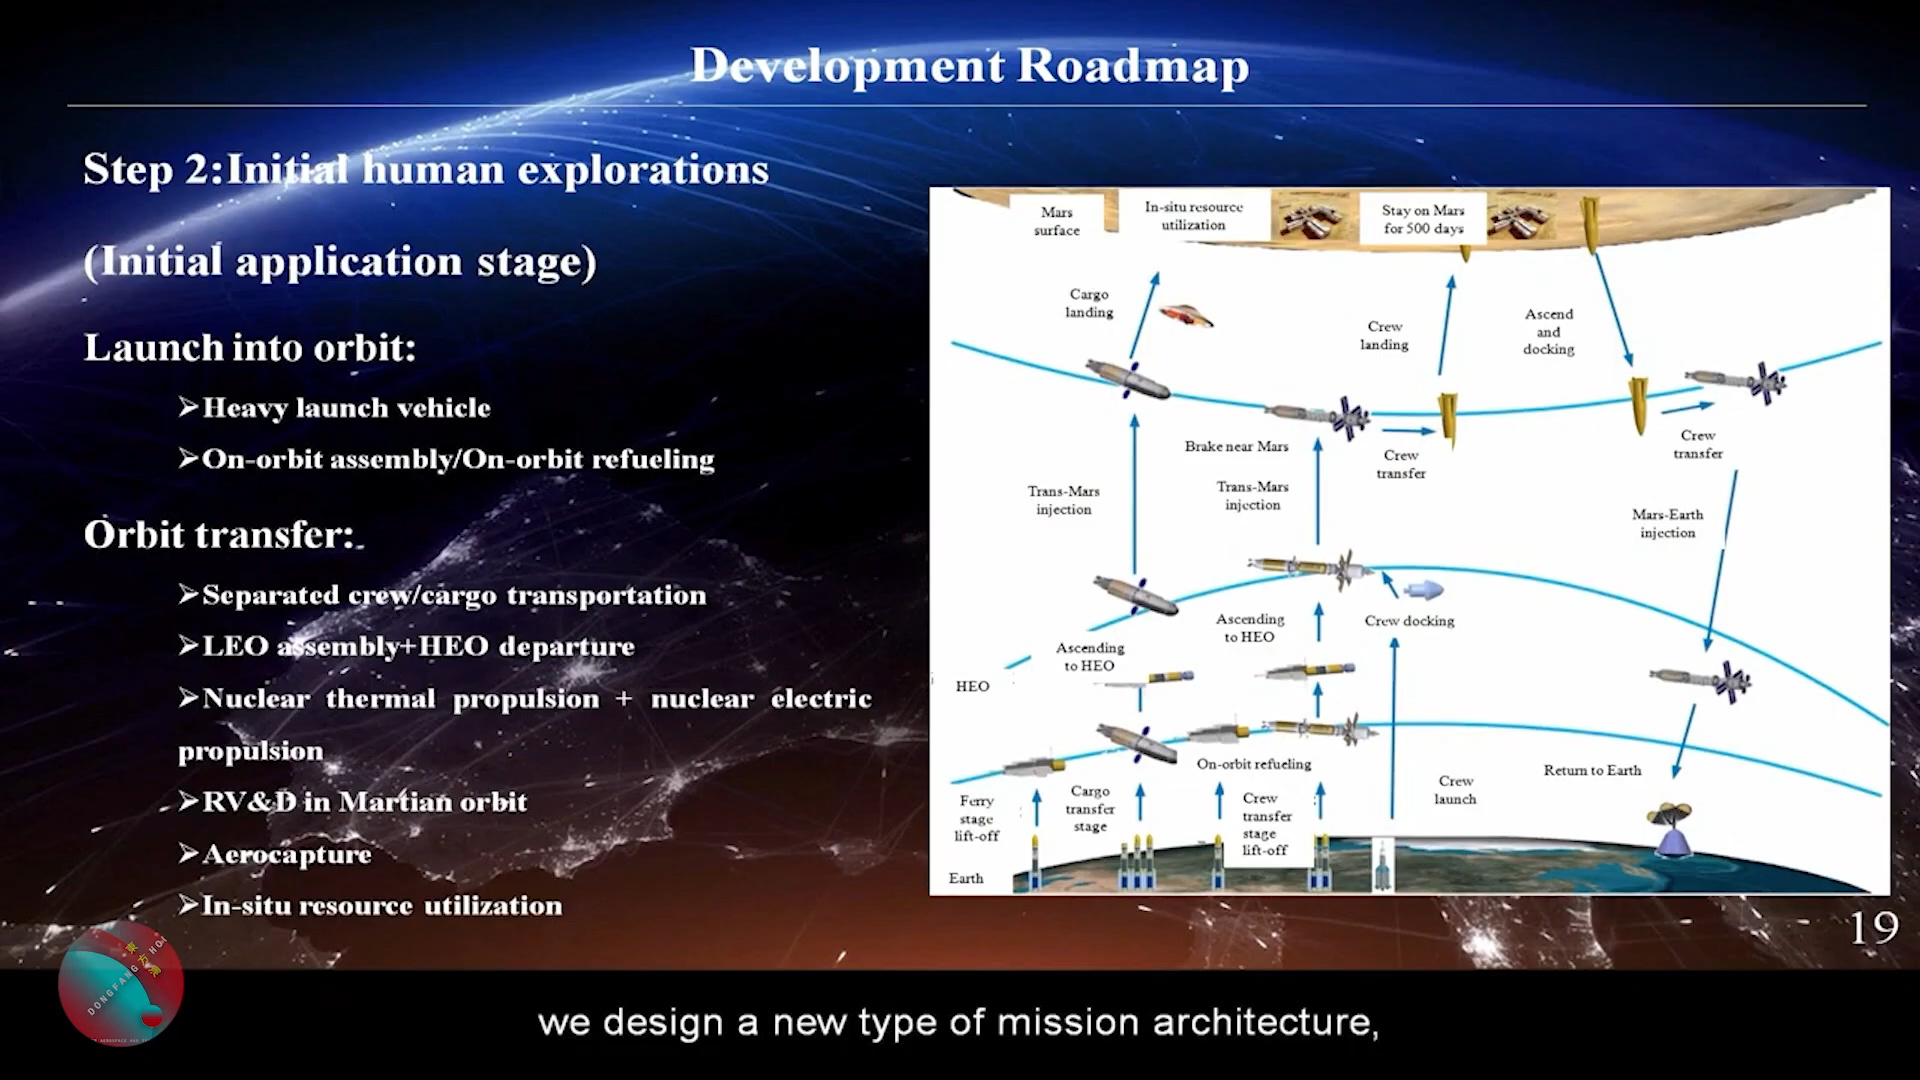 Development Roadmap
Step 2:Initial human explorations
(Initial application stage)
Launch into orbit:
➢Heavy launch vehicle
➢On-orbit assembly/On-orbit refueling
Orbit transfer:
➢Separated crew/cargo transportation
➢LEO assembly+HEO departure
➢Nuclear thermal propulsion + nuclear electric
propulsion
➢RV&D in Martian orbit
➢Aerocapture
➢In-situ resource utilization
Mars
surface
In-situ resource
utilization
Stay on Mars
for 500 days
Cargo
landing
Crew
landing
Ascend
and
docking
Brake near Mars
Crew
transfer
Crew
transfer
Trans-Mars
injection
Trans-Mars
injection
Mars-Earth
injection
Ascending
to HEO
Ascending
to HEO
Crew docking
HEO
On-orbit refueling
Return to Earth
Ferry
stage
lift-off
Cargo
transfer
stage
Crew
transfer
stage
lift-off
Crew
launch
Earth
19
DONGFANG HO
東方
we design a new type of mission architecture,